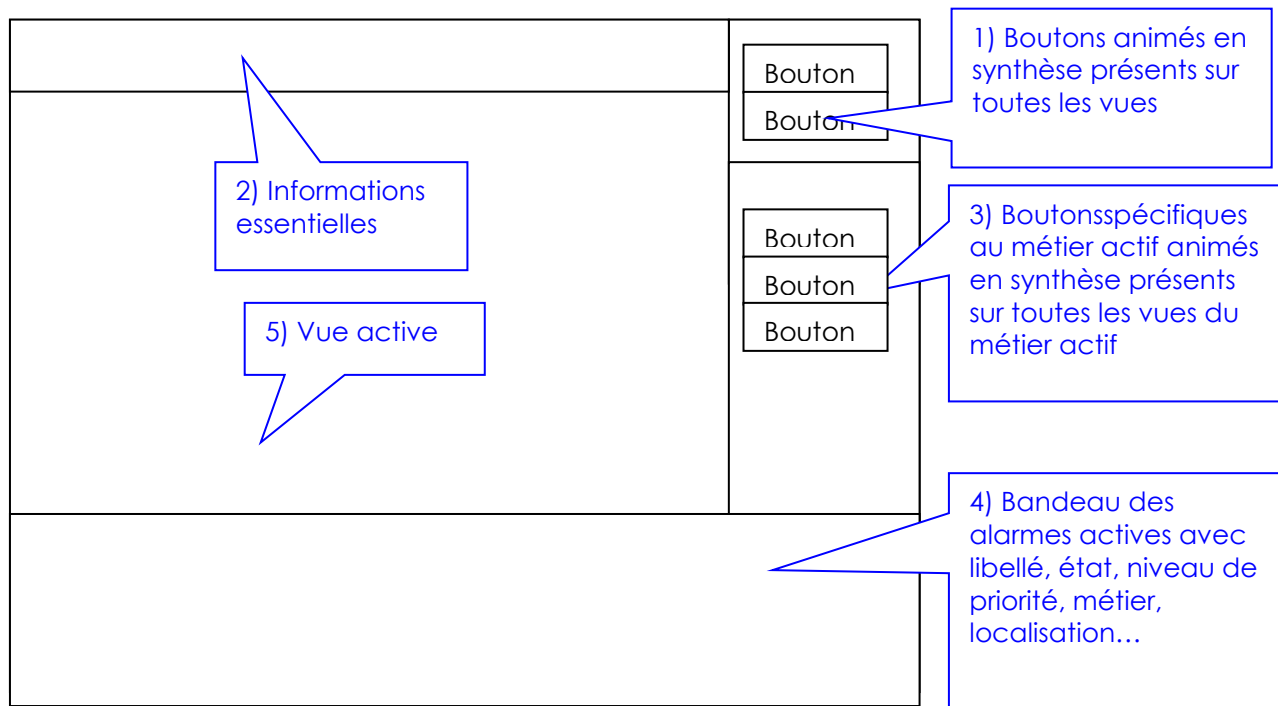 Bouton
Bouton
1) Boutons animés en
synthèse présents sur
toutes les vues
2) Informations
essentielles
Bouton
Bouton
Bouton
3) Boutonsspécifiques
au métier actif animés
en synthèse présents
sur toutes les vues du
métier actif
5) Vue active
4) Bandeau des
alarmes actives avec
libellé, état, niveau de
priorité, métier,
localisation…